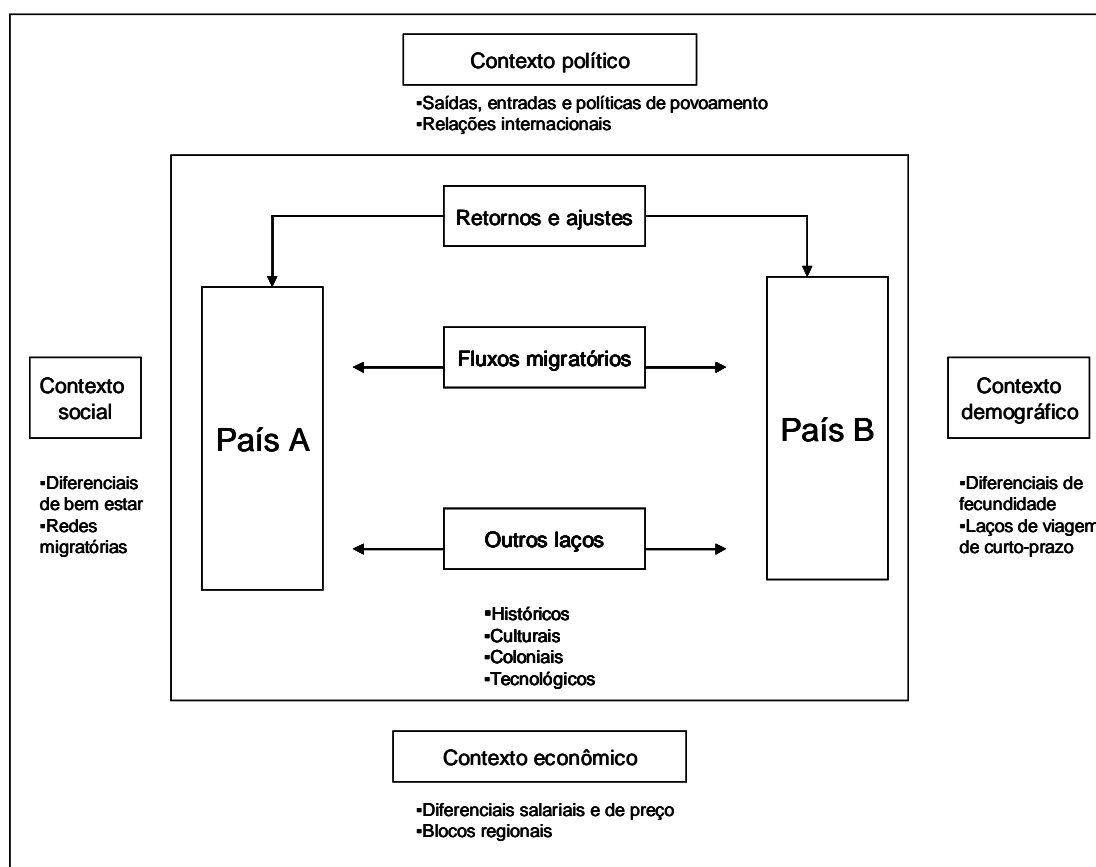 Contexto político
▪Saídas, entradas e políticas de povoamento
▪Relações internacionais
Retornos e ajustes
Fluxos migratórios
Contexto
social
País A
País B
Contexto
demográfico
▪Diferenciais
de bem estar
▪Redes
migratórias
▪Diferenciais de
fecundidade
▪Laços de viagem
de curto-prazo
Outros laços
▪Históricos
▪Culturais
▪Coloniais
▪Tecnológicos
Contexto econômico
▪Diferenciais salariais e de preço
▪Blocos regionais